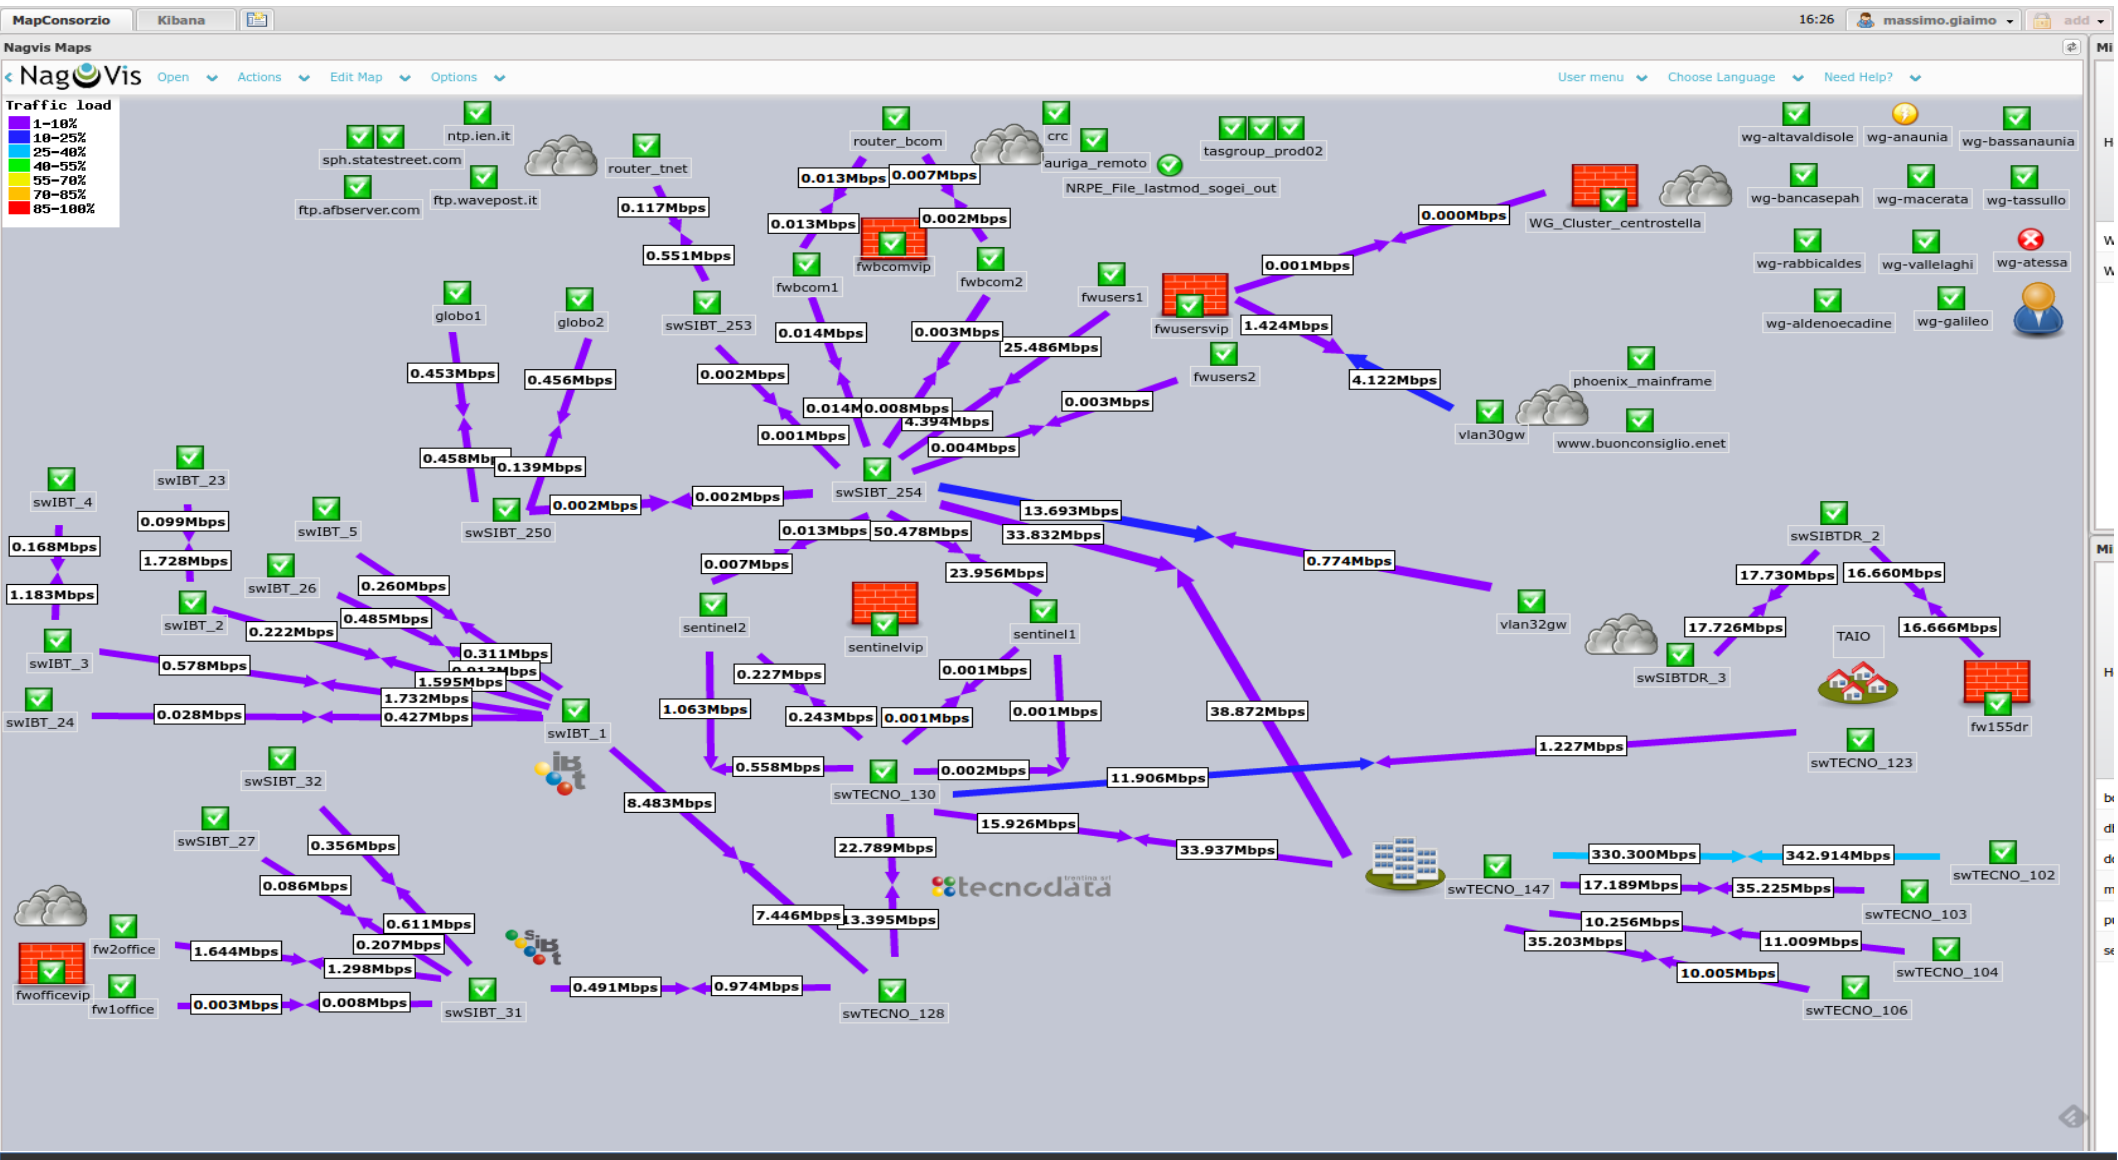 MapConsorzio
Kibana
16:26
massimo.giaimo
add
Nagvis Maps
Mi
NagVis
Open
Actions
Edit Map
Options
User menu
Choose Language
Need Help?
Traffic load
1-10%
10-25%
25-40%
40-55%
55-70%
70-85%
85-100%
ntp.ien.it
sph.statestreet.com
ftp.afbserver.com
ftp.wavepost.it
router_tnet
router_bcom
crc
auriga_remoto
NRPE_File_lastmod_sogei_out
tasgroup_prod02
WG_Cluster_centrostella
wg-altavaldisole
wg-anaunia
wg-bassanaunia
wg-bancasepah
wg-macerata
wg-tassullo
wg-rabbicaldes
wg-vallelaghi
wg-atessa
wg-aldenoecadine
wg-galileo
0.117Mbps
0.551Mbps
0.013Mbps
0.007Mbps
0.013Mbps
0.002Mbps
fwbcomvip
fwbcom1
fwbcom2
0.000Mbps
0.001Mbps
globo1
globo2
swSIBT_253
fwusers1
fwusersvip
1.424Mbps
0.014Mbps
0.003Mbps
25.486Mbps
fwusers2
4.122Mbps
phoenix_mainframe
0.453Mbps
0.456Mbps
0.002Mbps
0.003Mbps
0.008Mbps
4.394Mbps
0.001Mbps
0.004Mbps
vlan30gw
www.buonconsiglio.enet
0.139Mbps
swIBT_4
swIBT_23
swIBT_5
swSIBT_250
0.002Mbps
0.002Mbps
swSIBT_254
13.693Mbps
33.832Mbps
0.774Mbps
swSIBTDR_2
0.099Mbps
0.168Mbps
1.728Mbps
1.183Mbps
0.013Mbps
50.478Mbps
0.007Mbps
23.956Mbps
17.730Mbps
16.660Mbps
17.726Mbps
16.666Mbps
swIBT_26
0.260Mbps
0.485Mbps
swIBT_2
0.222Mbps
swIBT_3
0.578Mbps
0.311Mbps
1.595Mbps
1.732Mbps
swIBT_24
0.028Mbps
0.427Mbps
swIBT_1
sentinel2
sentinelvip
sentinel1
vlan32gw
swSIBTDR_3
TAIO
fw155dr
0.227Mbps
0.001Mbps
1.063Mbps
0.243Mbps
0.001Mbps
0.001Mbps
38.872Mbps
1.227Mbps
swTECNO_123
0.558Mbps
0.002Mbps
11.906Mbps
swTECNO_130
swSIBT_32
iBt
8.483Mbps
15.926Mbps
33.937Mbps
22.789Mbps
swSIBT_27
0.356Mbps
0.086Mbps
330.300Mbps
342.914Mbps
swTECNO_102
tecnodata
trentina srl
swTECNO_147
17.189Mbps
35.225Mbps
swTECNO_103
7.446Mbps
13.395Mbps
10.256Mbps
35.203Mbps
11.009Mbps
swTECNO_104
10.005Mbps
swTECNO_106
0.611Mbps
0.207Mbps
SiBt
fw2office
1.644Mbps
1.298Mbps
fwofficevip
fw1office
0.003Mbps
0.008Mbps
swSIBT_31
0.491Mbps
0.974Mbps
swTECNO_128